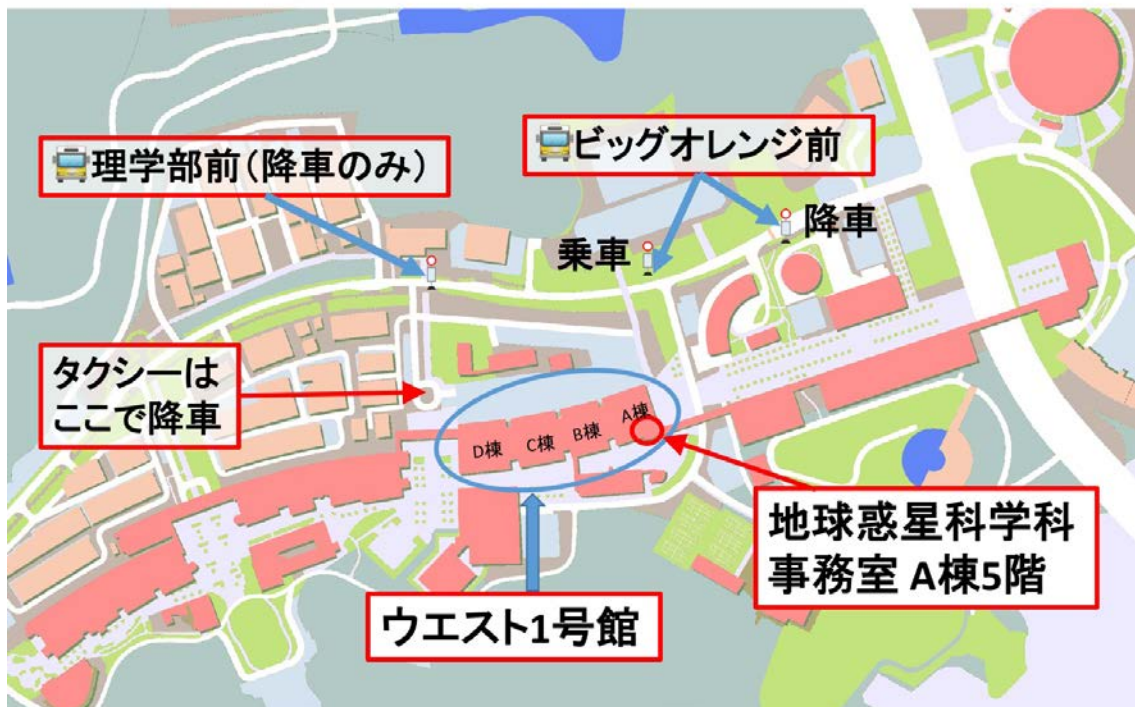 理学部前(降車のみ)
ビッグオレンジ前
降車
乗車
タクシーは
ここで降車
A棟
B棟
C棟
D棟
地球惑星科学科
事務室 A棟5階
ウエスト1号館